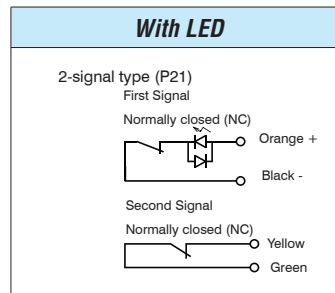 With LED
2-signal type (P21)
First Signal
Normally closed (NC)
Orange +
Black -
Second Signal
Normally closed (NC)
Yellow
Green